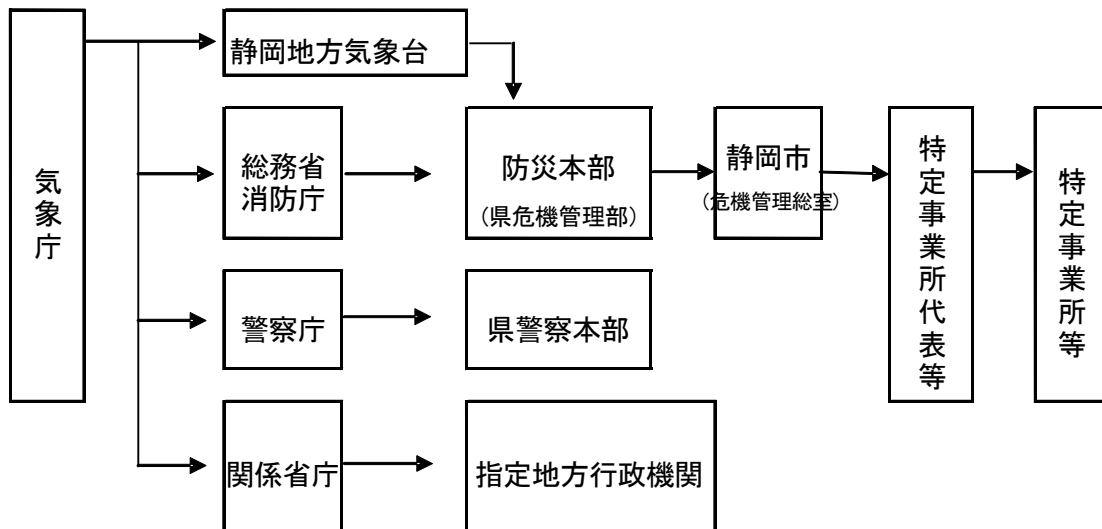 気象庁
静岡地方気象台
総務省
消防庁
防災本部
（県危機管理部）
静岡市
（危機管理総室）
特定事業所代表等
特定事業所等
警察庁
県警察本部
関係省庁
指定地方行政機関